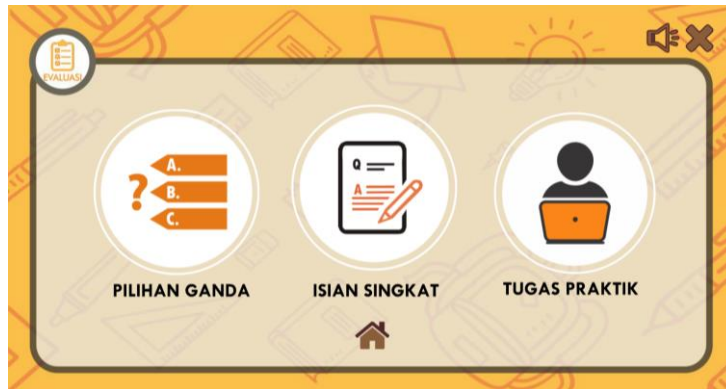 EVALUASI
?
A.
B.
C.
Q
A
PILIHAN GANDA
ISIAN SINGKAT
TUGAS PRAKTIK